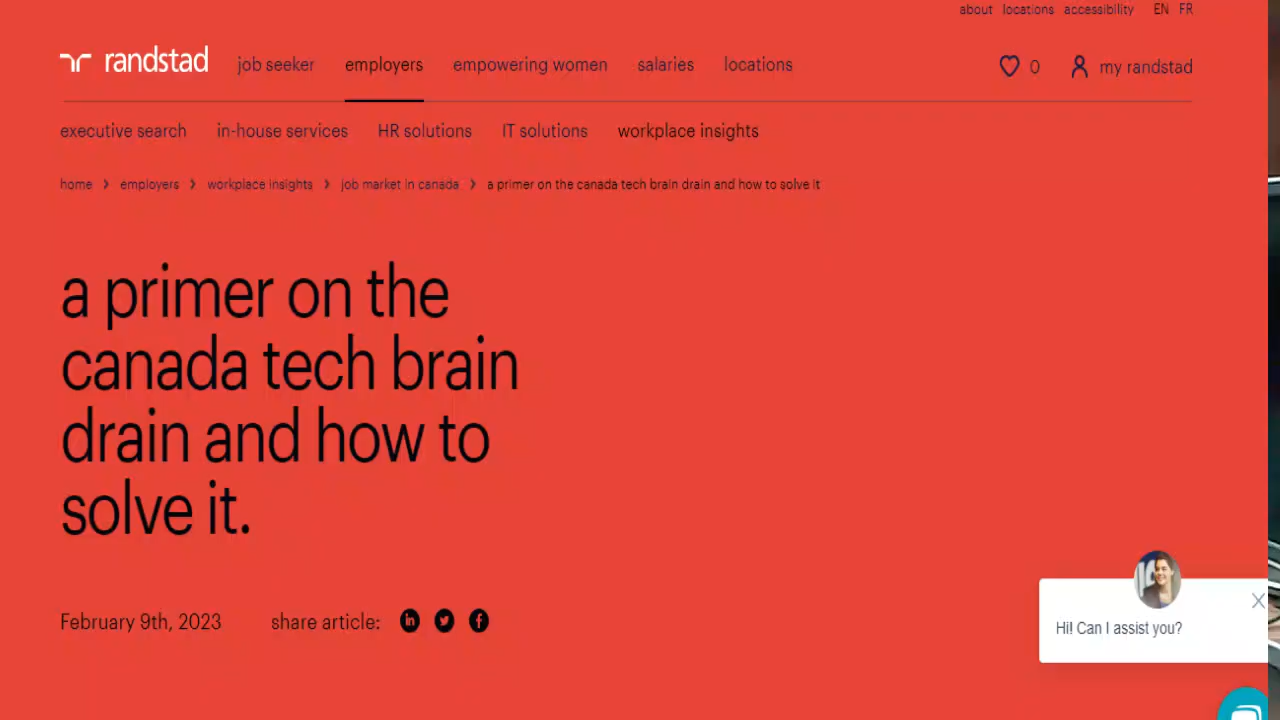 about locations accessibility EN FR
randstad job seeker employers empowering women salaries locations 0 my randstad
executive search in-house services HR solutions IT solutions workplace insights
home > employers > workplace insights > job market in canada > a primer on the canada tech brain drain and how to solve it
a primer on the
canada tech brain
drain and how to
solve it.
February 9th, 2023 share article:
Hi! Can I assist you?